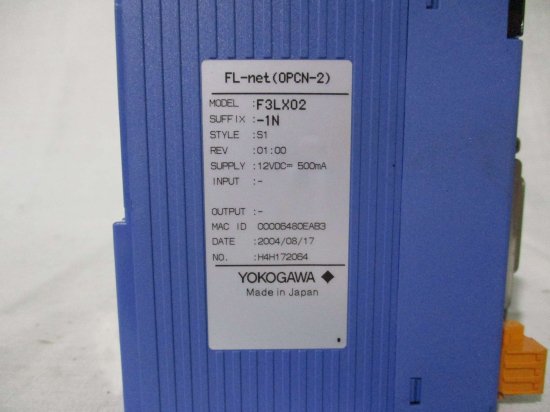 FL-net(OPCN-2)
MODEL :F3LX02
SUFFIX :-1N
STYLE :S1
REV :01:00
SUPPLY :12VDC⎓ 500mA
INPUT :-
OUTPUT :-
MAC ID 00006480EAB3
DATE :2004/08/17
NO. :H4H172064
YOKOGAWA
Made in Japan